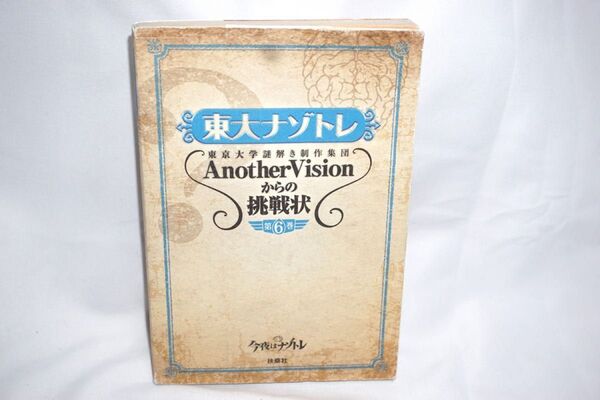 東大ナゾトレ
東京大学謎解き制作集団
AnotherVision
からの
挑戦状
第6巻
今夜はナゾトレ
扶桑社